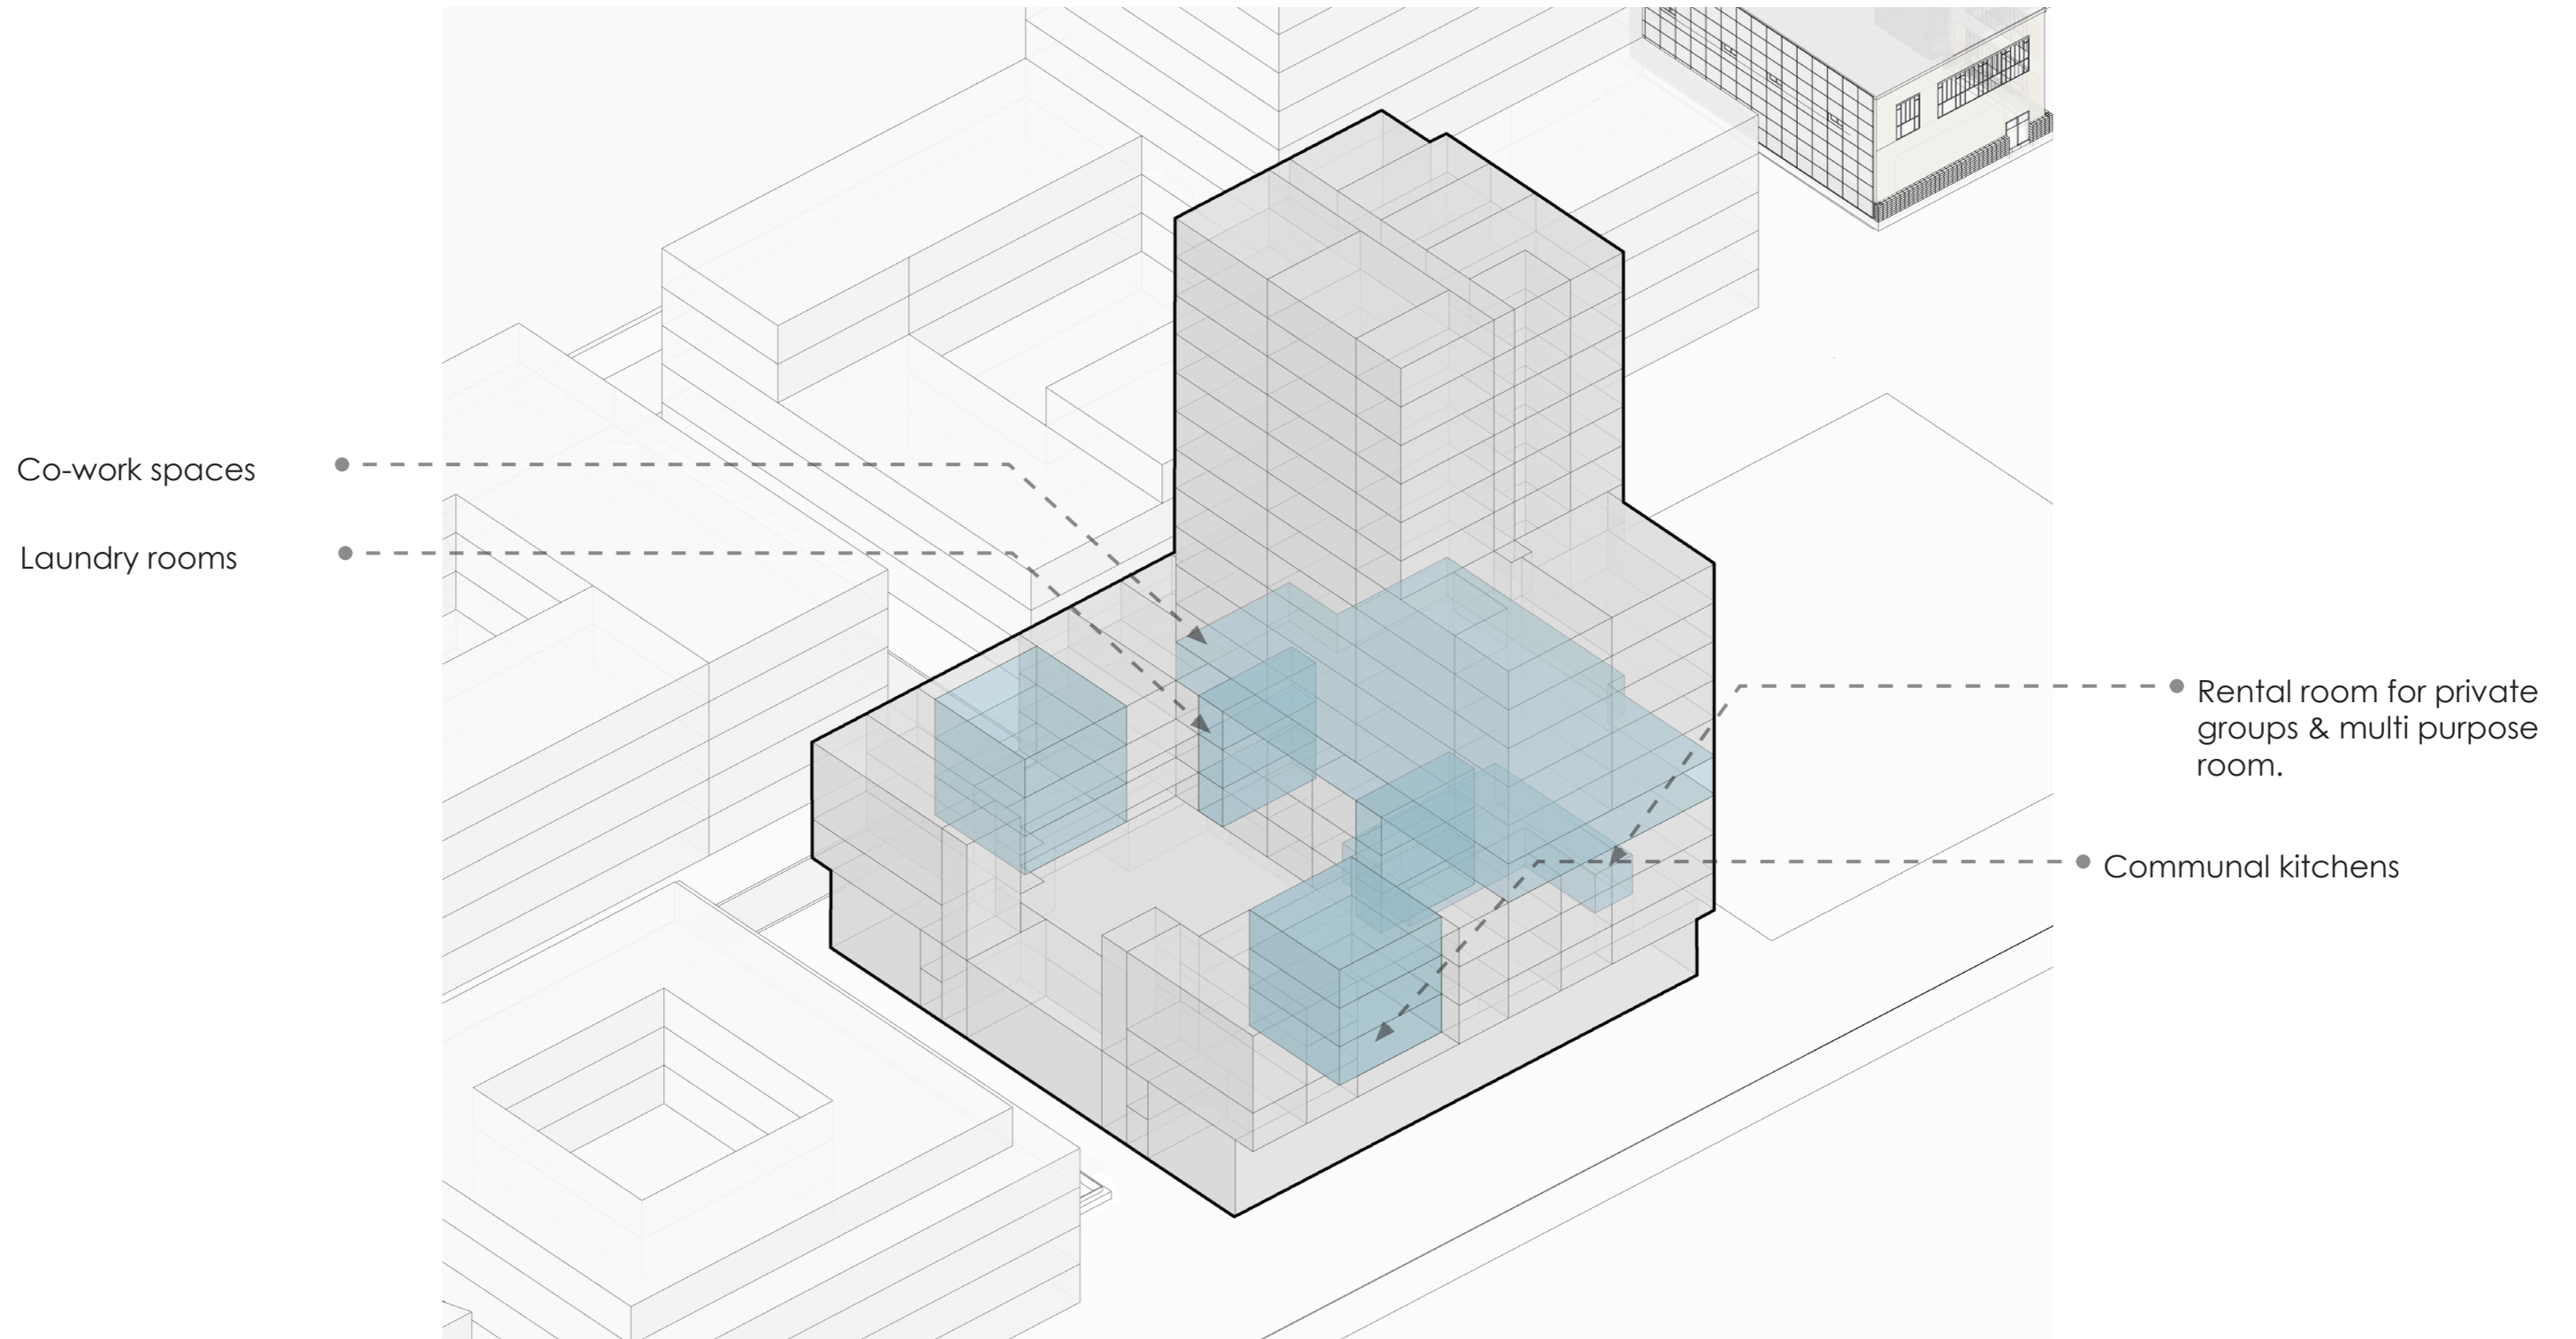 Co-work spaces
Laundry rooms
Rental room for private
groups & multi purpose
room.
Communal kitchens